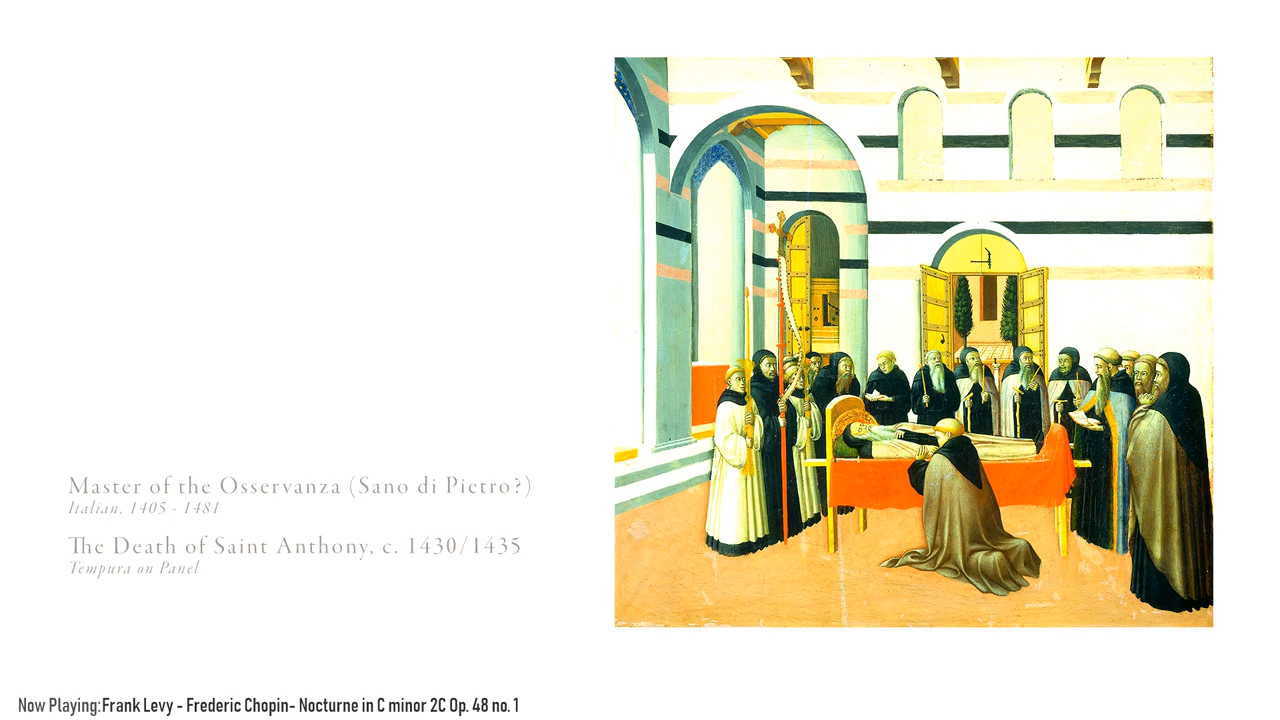 Master of the Osservanza (Sano di Pietro?)
Italian, 1405 - 1481
The Death of Saint Anthony, c. 1430/1435
Tempura on Panel
Now Playing:Frank Levy - Frederic Chopin- Nocturne in C minor 2C Op. 48 no. 1